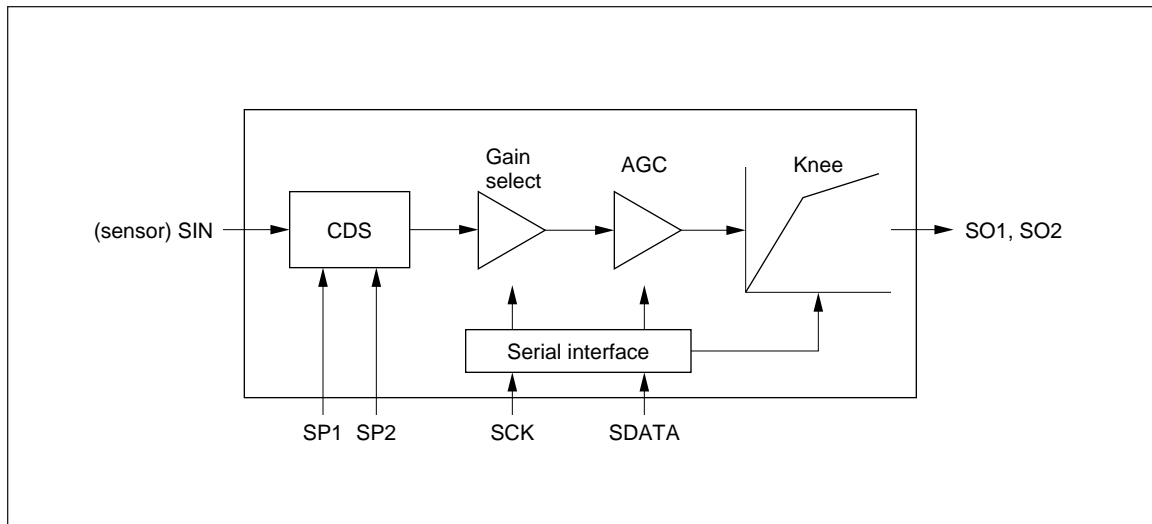 Gain
select
AGC
Knee
(sensor) SIN
CDS
SO1, SO2
Serial interface
SP1
SP2
SCK
SDATA